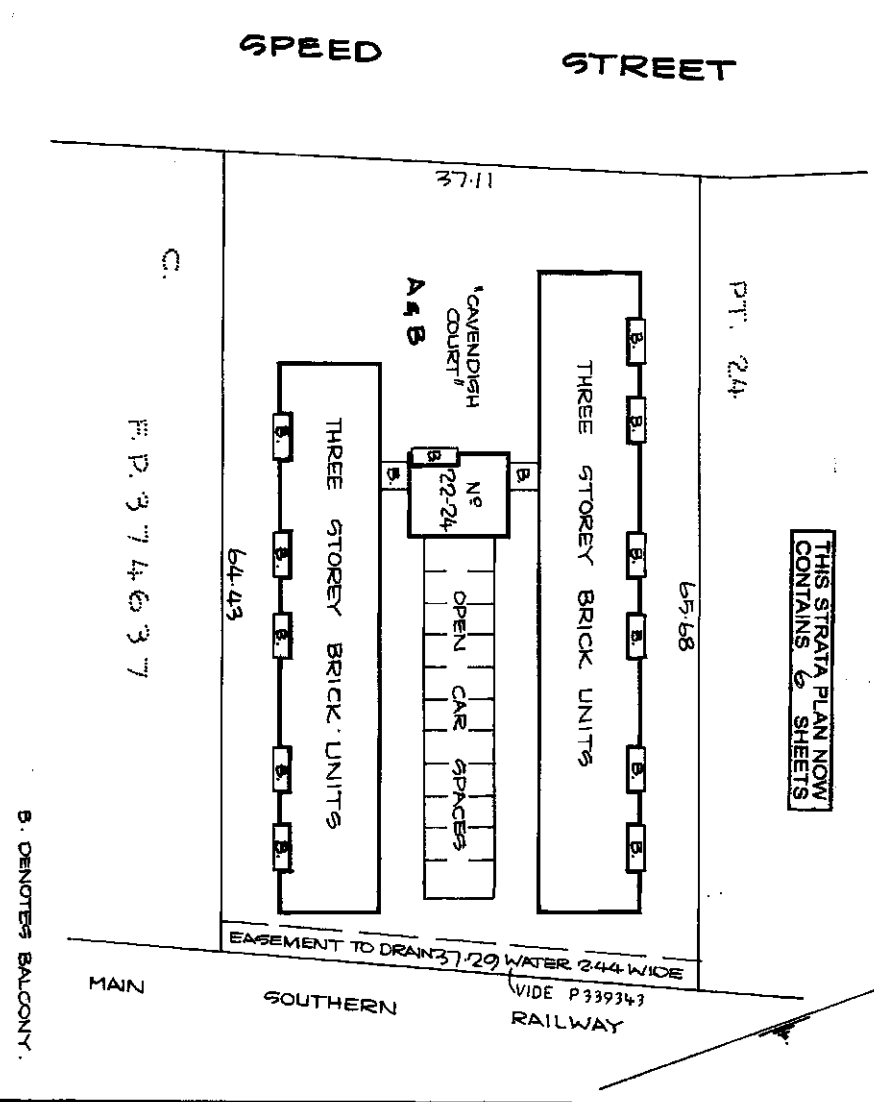 SPEED STREET
37.11
C.
PT. 24
"CAVENDISH
COURT"
A & B
B.
B.
THREE STOREY BRICK UNITS
THREE STOREY BRICK UNITS
B.
B.
B.
B.
Nº
22-24
B.
B.
B.
F.P. 374637
64.43
65.68
B.
B.
OPEN CAR SPACES
THIS STRATA PLAN NOW
CONTAINS 6 SHEETS
B.
B.
B.
B.
EASEMENT TO DRAIN 37.29 WATER 2.44 WIDE
VIDE P339343
MAIN SOUTHERN RAILWAY
B. DENOTES BALCONY.